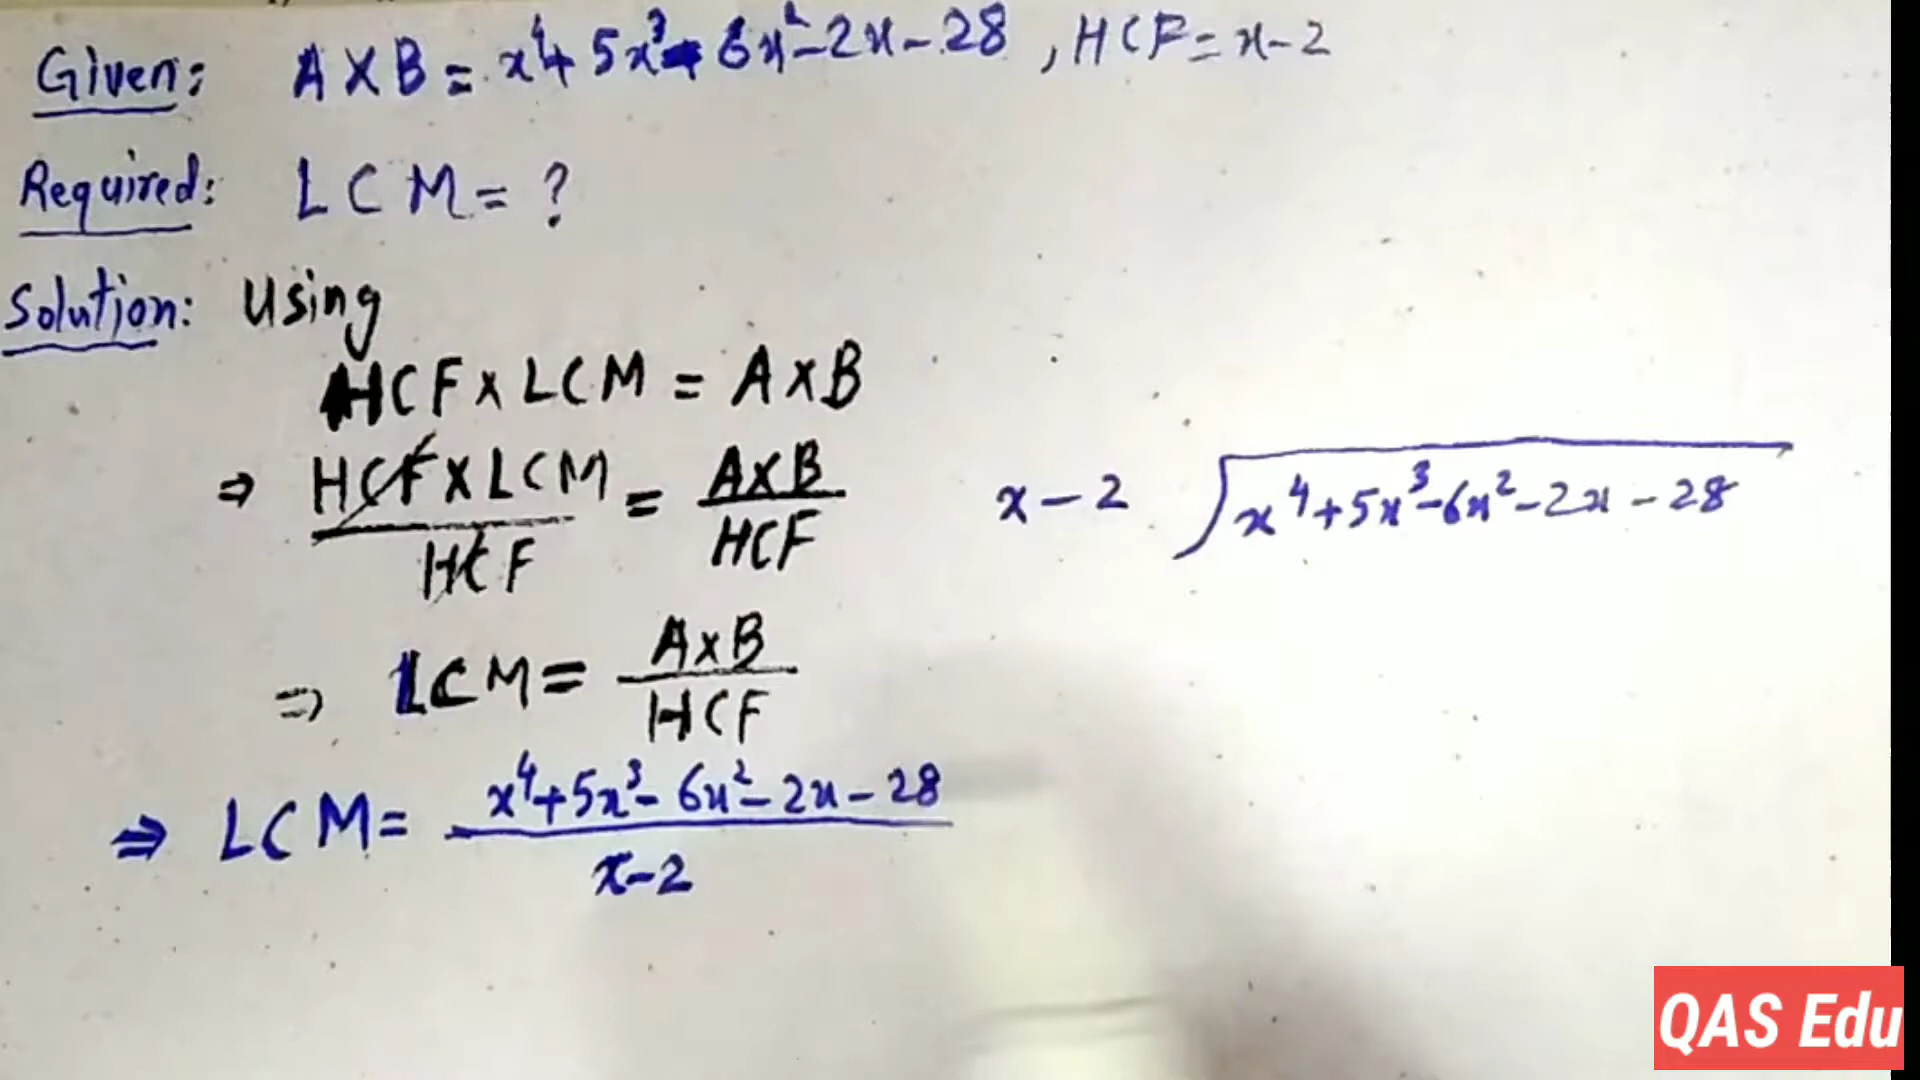 Given: A×B = x⁴+5x³-6x²-2x-28, HCF=x-2
Required: LCM=?
Solution: Using
HCF×LCM = A×B
⇒ HCF×LCM/HCF = A×B/HCF
⇒ LCM = A×B/HCF
⇒ LCM = x⁴+5x³-6x²-2x-28/x-2
x-2 x⁴+5x³-6x²-2x-28
QAS Edu